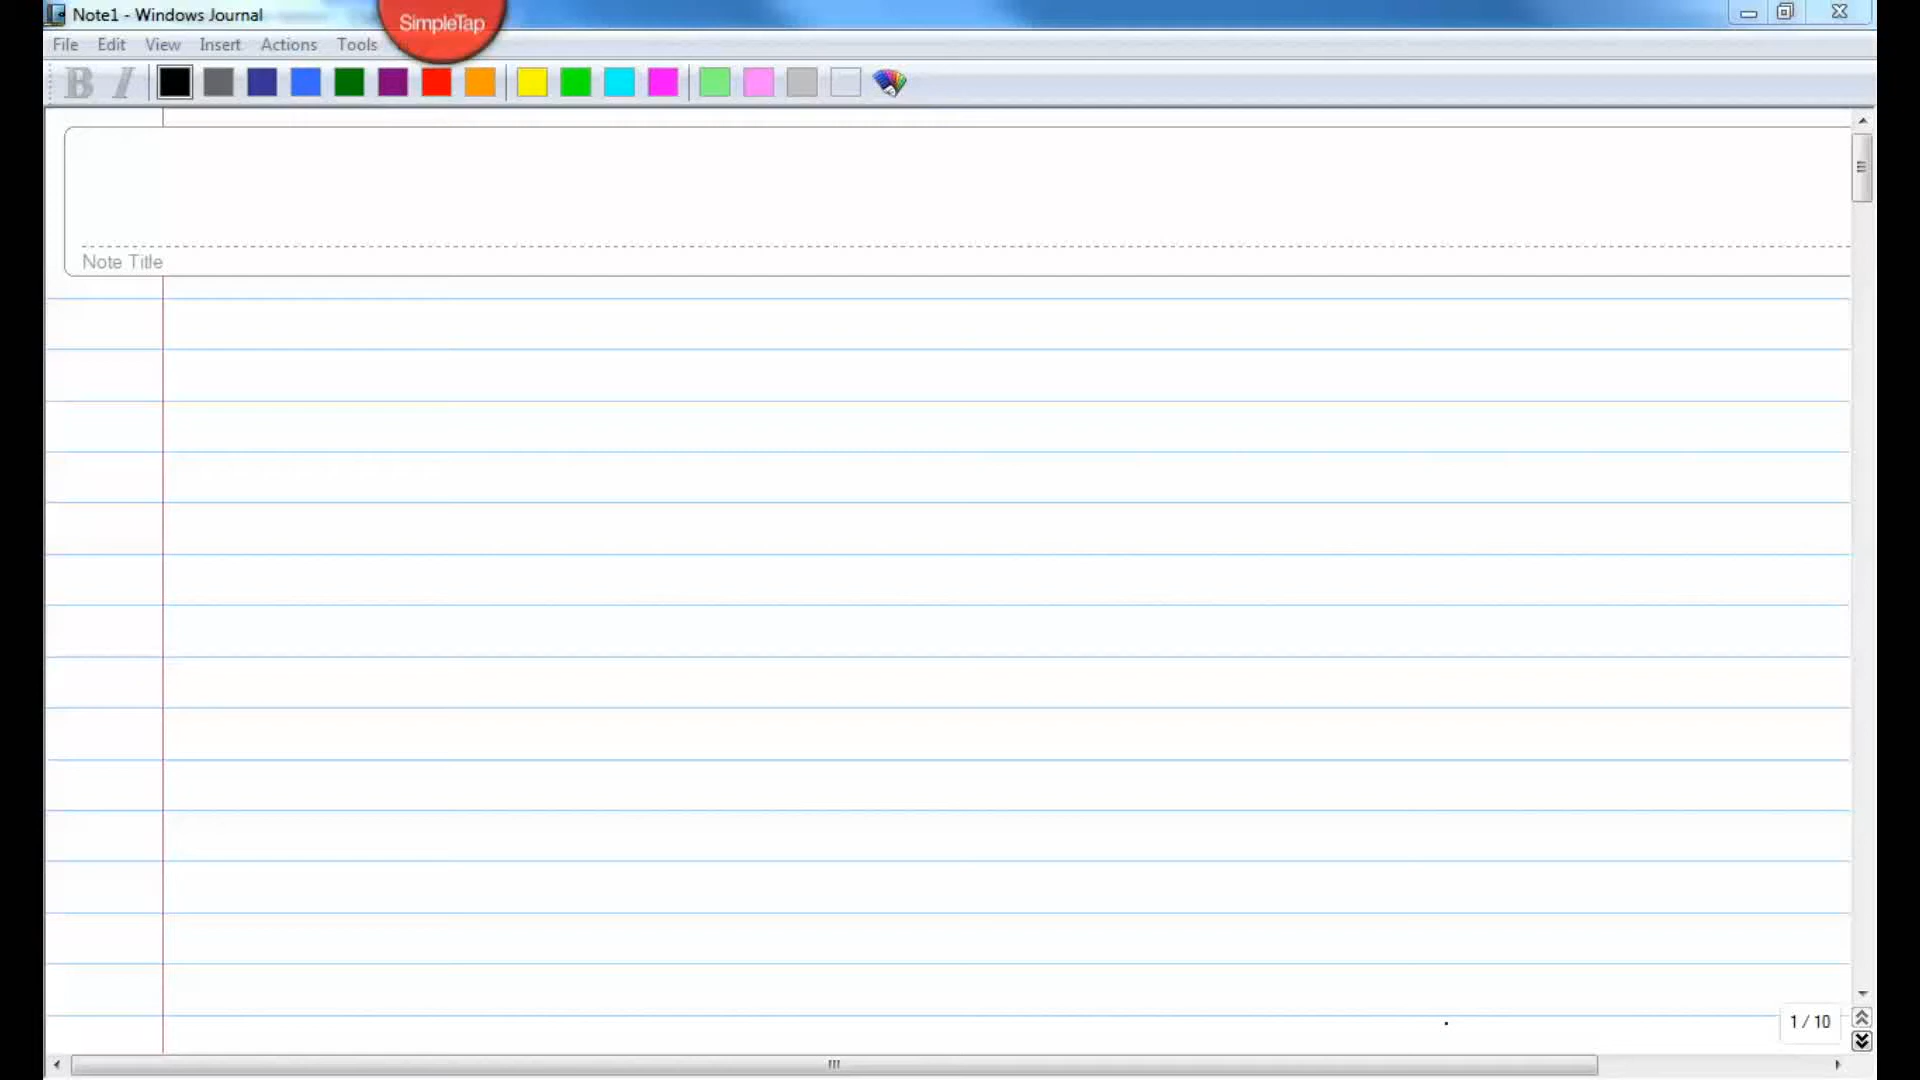 Note1 - Windows Journal
SimpleTap
File Edit View Insert Actions Tools
B I
Note Title
1 / 10